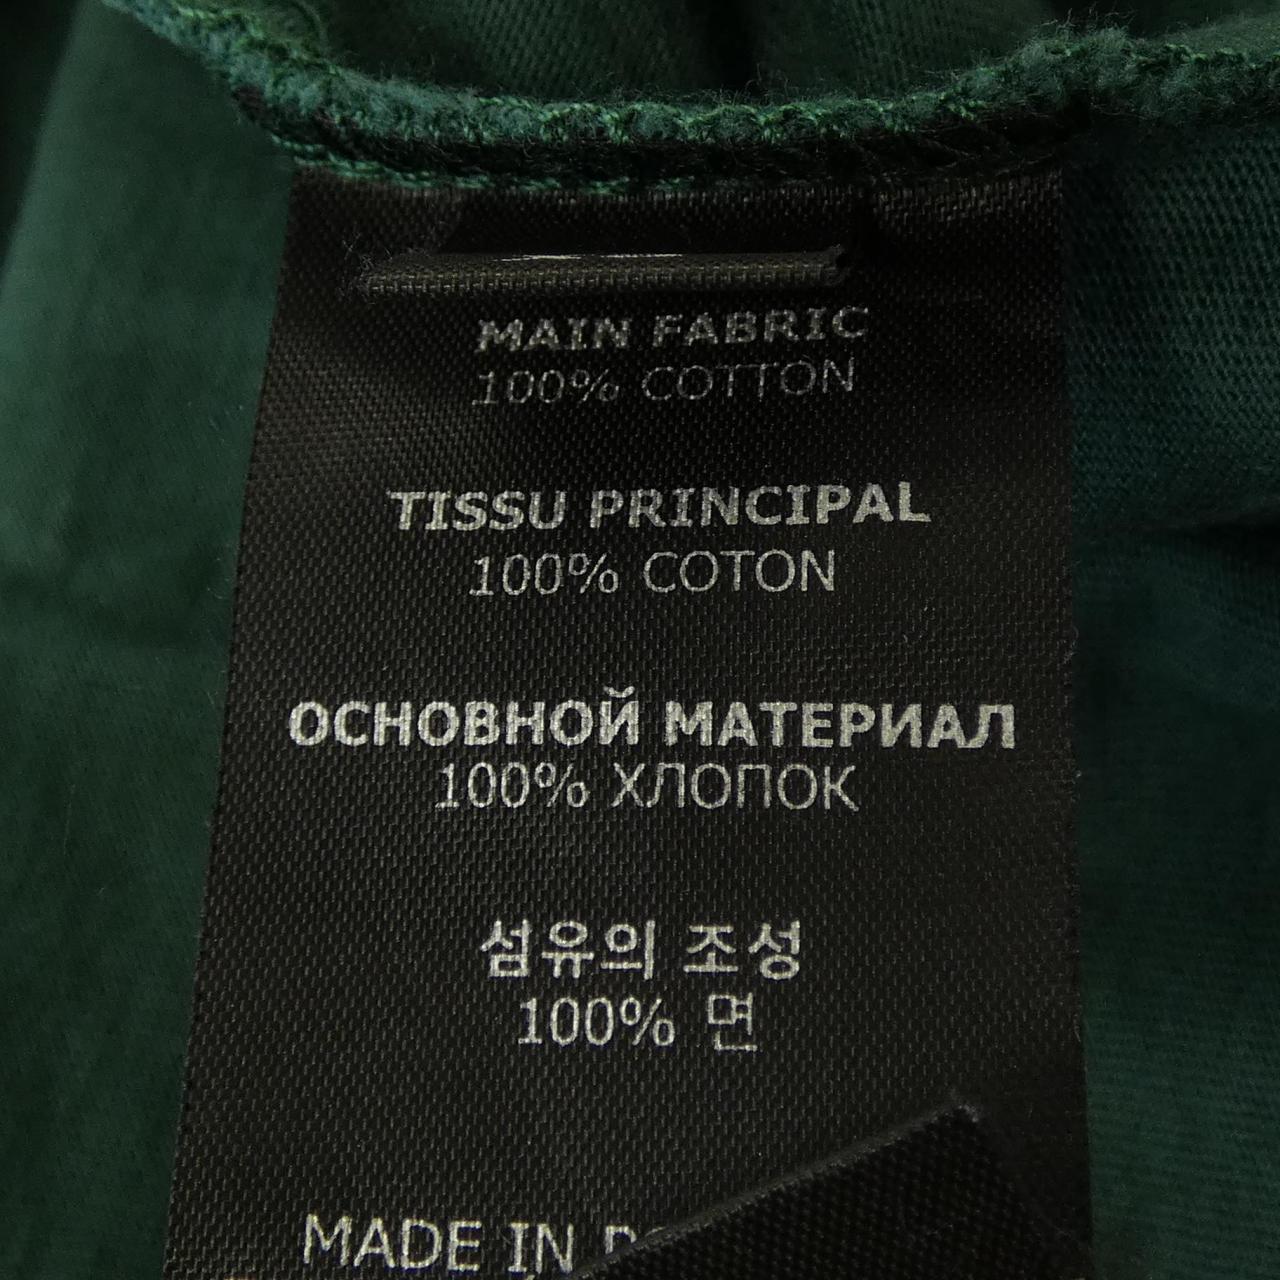 MAIN FABRIC
100% COTTON
TISSU PRINCIPAL
100% COTON
ОСНОВНОЙ МАТЕРИАЛ
100% ХЛОПОК
섬유의 조성
100% 면
MADE IN